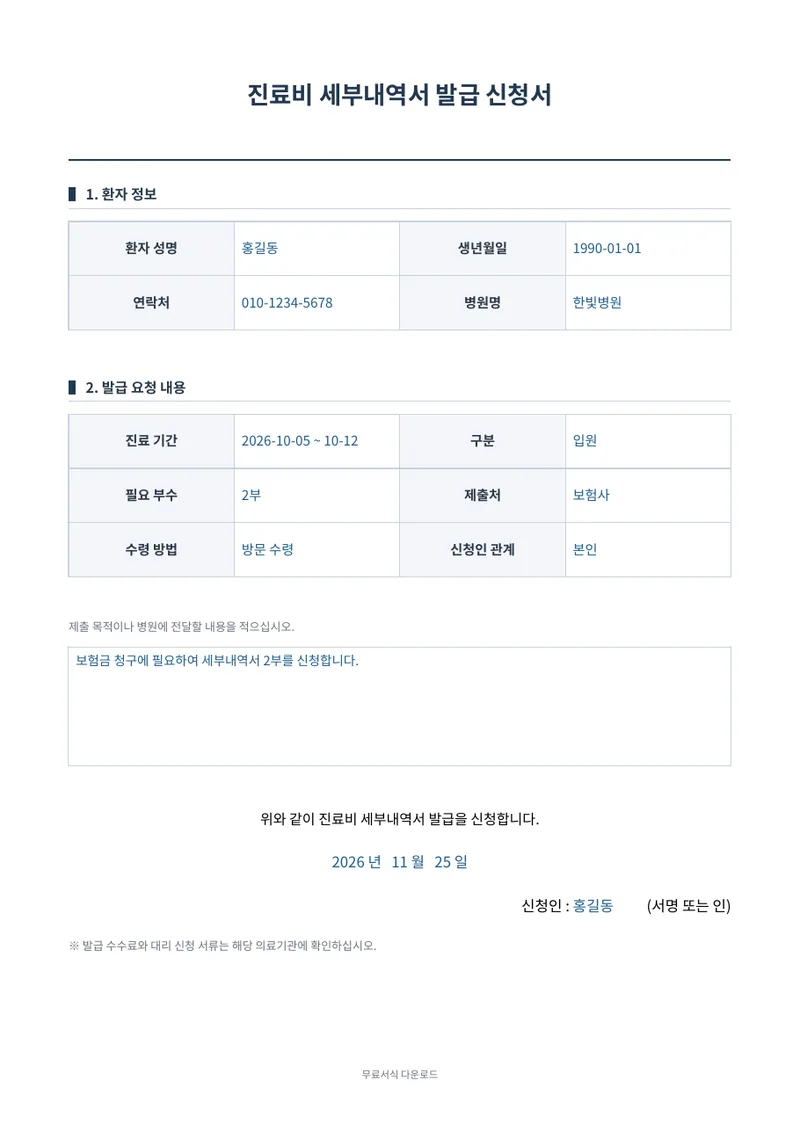 진료비 세부내역서 발급 신청서
1. 환자 정보
환자 성명 홍길동 생년월일 1990-01-01
연락처 010-1234-5678 병원명 한빛병원
2. 발급 요청 내용
진료 기간 2026-10-05 ~ 10-12 구분 입원
필요 부수 2부 제출처 보험사
수령 방법 방문 수령 신청인 관계 본인
제출 목적이나 병원에 전달할 내용을 적으십시오.
보험금 청구에 필요하여 세부내역서 2부를 신청합니다.
위와 같이 진료비 세부내역서 발급을 신청합니다.
2026 년 11 월 25 일
신청인 : 홍길동 (서명 또는 인)
※ 발급 수수료와 대리 신청 서류는 해당 의료기관에 확인하십시오.
무료서식 다운로드